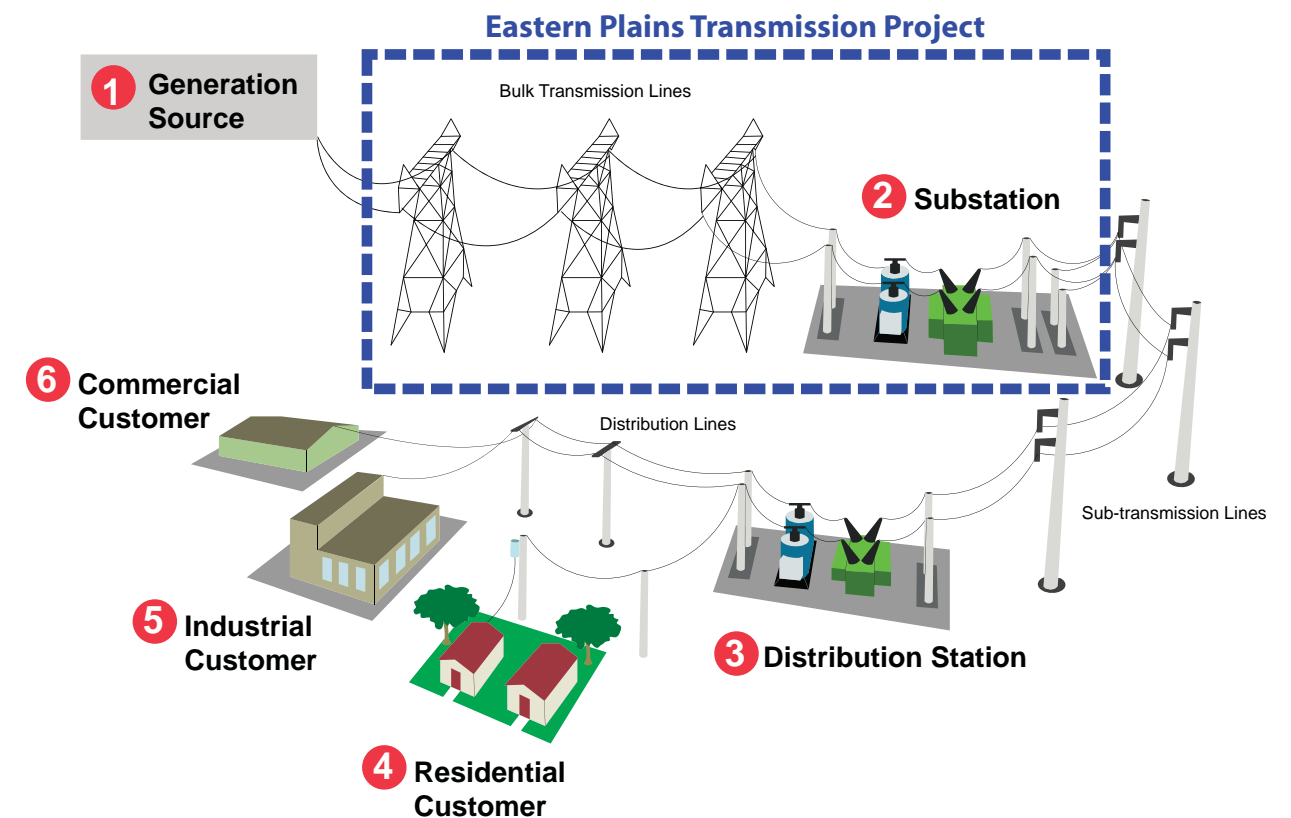 Eastern Plains Transmission Project
1 Generation
Source
Bulk Transmission Lines
2 Substation
6 Commercial
Customer
Distribution Lines
Sub-transmission Lines
5 Industrial
Customer
3 Distribution Station
4 Residential
Customer